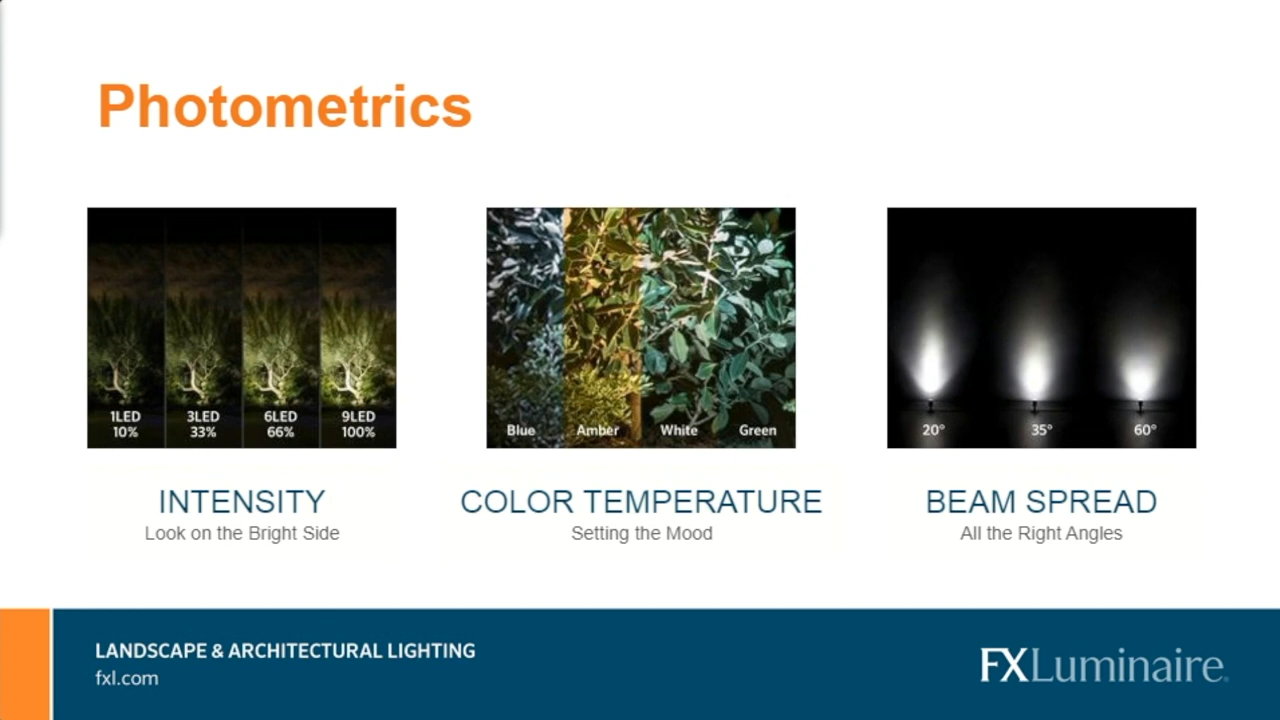 Photometrics
1LED 3LED 6LED 9LED
10% 33% 66% 100%
Blue Amber White Green
20° 35° 60°
INTENSITY
Look on the Bright Side
COLOR TEMPERATURE
Setting the Mood
BEAM SPREAD
All the Right Angles
LANDSCAPE & ARCHITECTURAL LIGHTING
fxl.com
FXLuminaire.